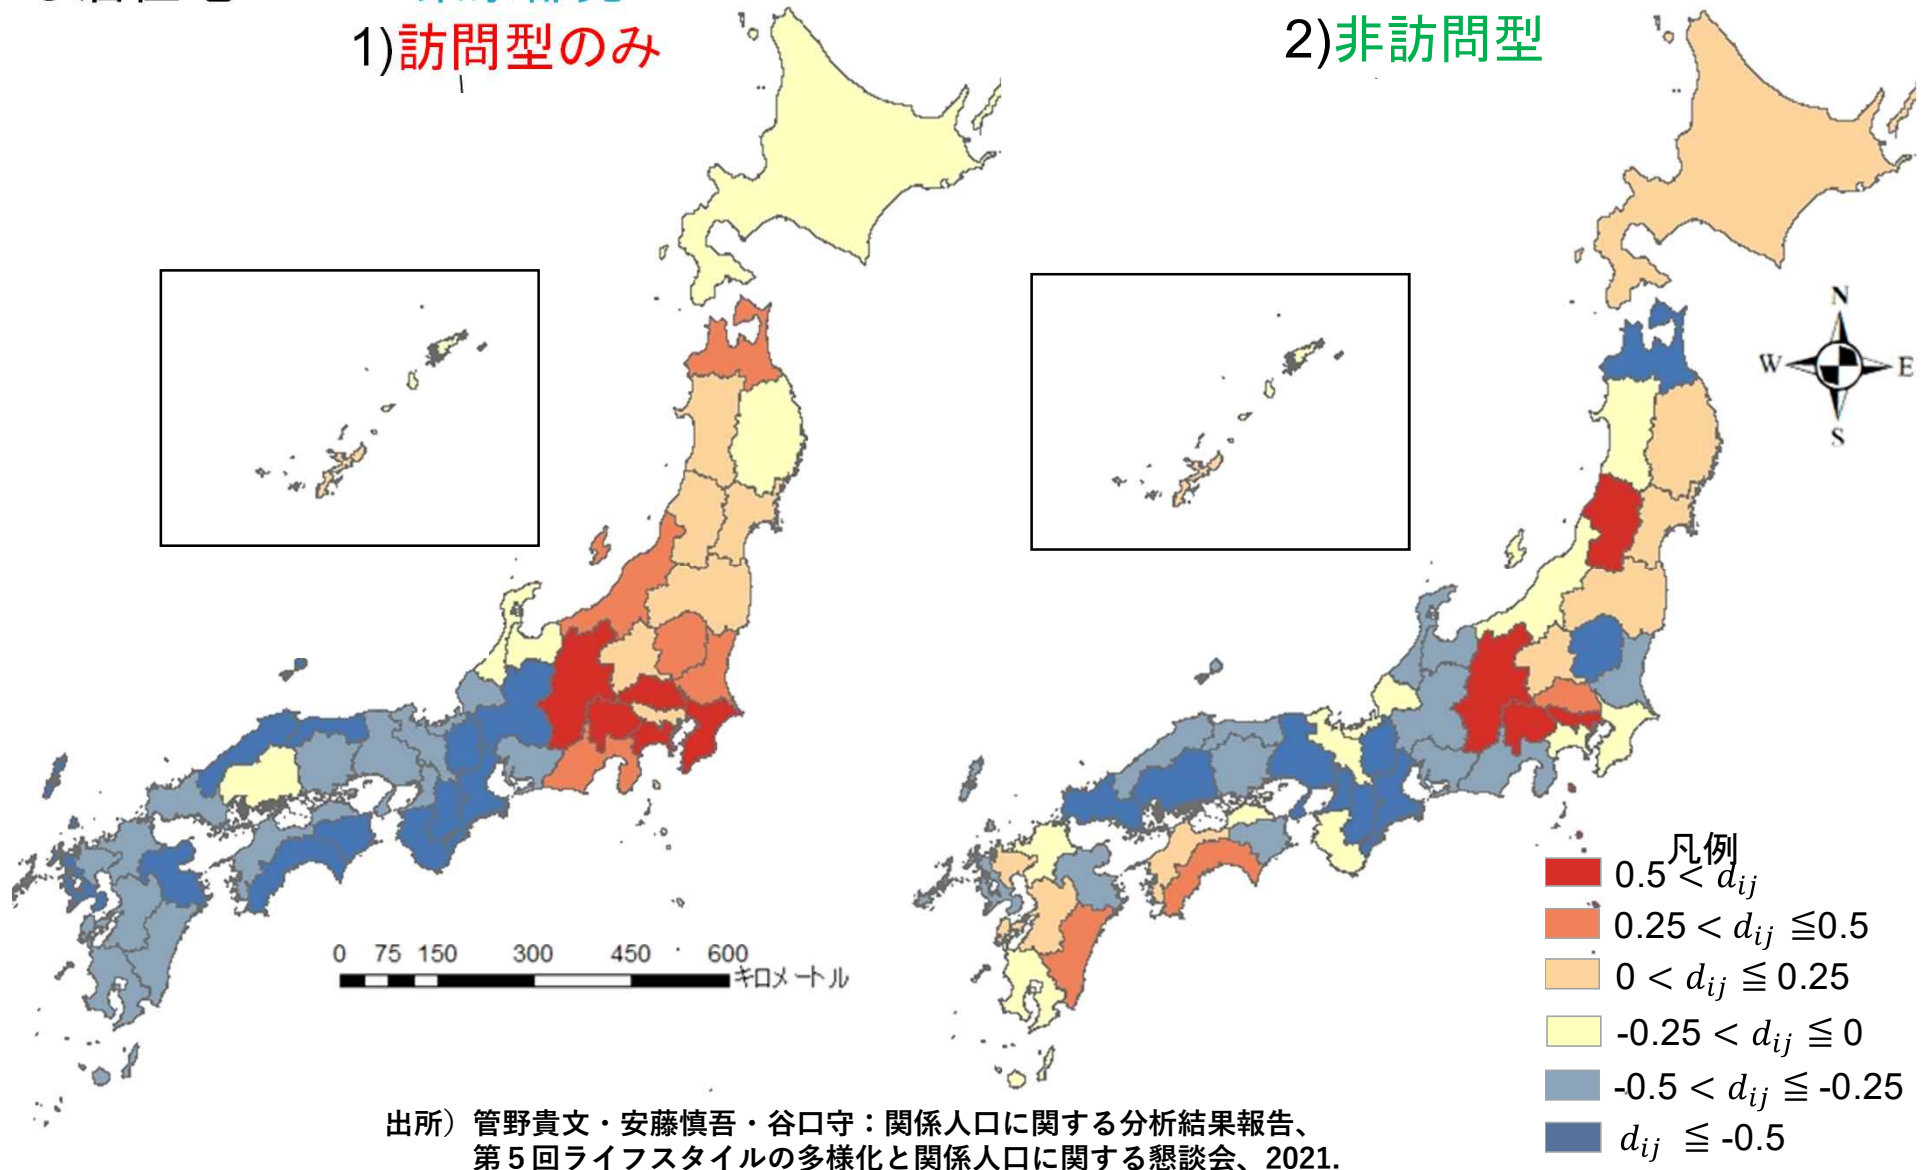 1)訪問型のみ
2)非訪問型
N
W
E
S
凡例
0.5 < dij
0.25 < dij ≦0.5
0 < dij ≦ 0.25
-0.25 < dij ≦ 0
-0.5 < dij ≦ -0.25
dij ≦ -0.5
0 75 150 300 450 600
キロメートル
出所）管野貴文・安藤慎吾・谷口守：関係人口に関する分析結果報告、
第５回ライフスタイルの多様化と関係人口に関する懇談会、2021.